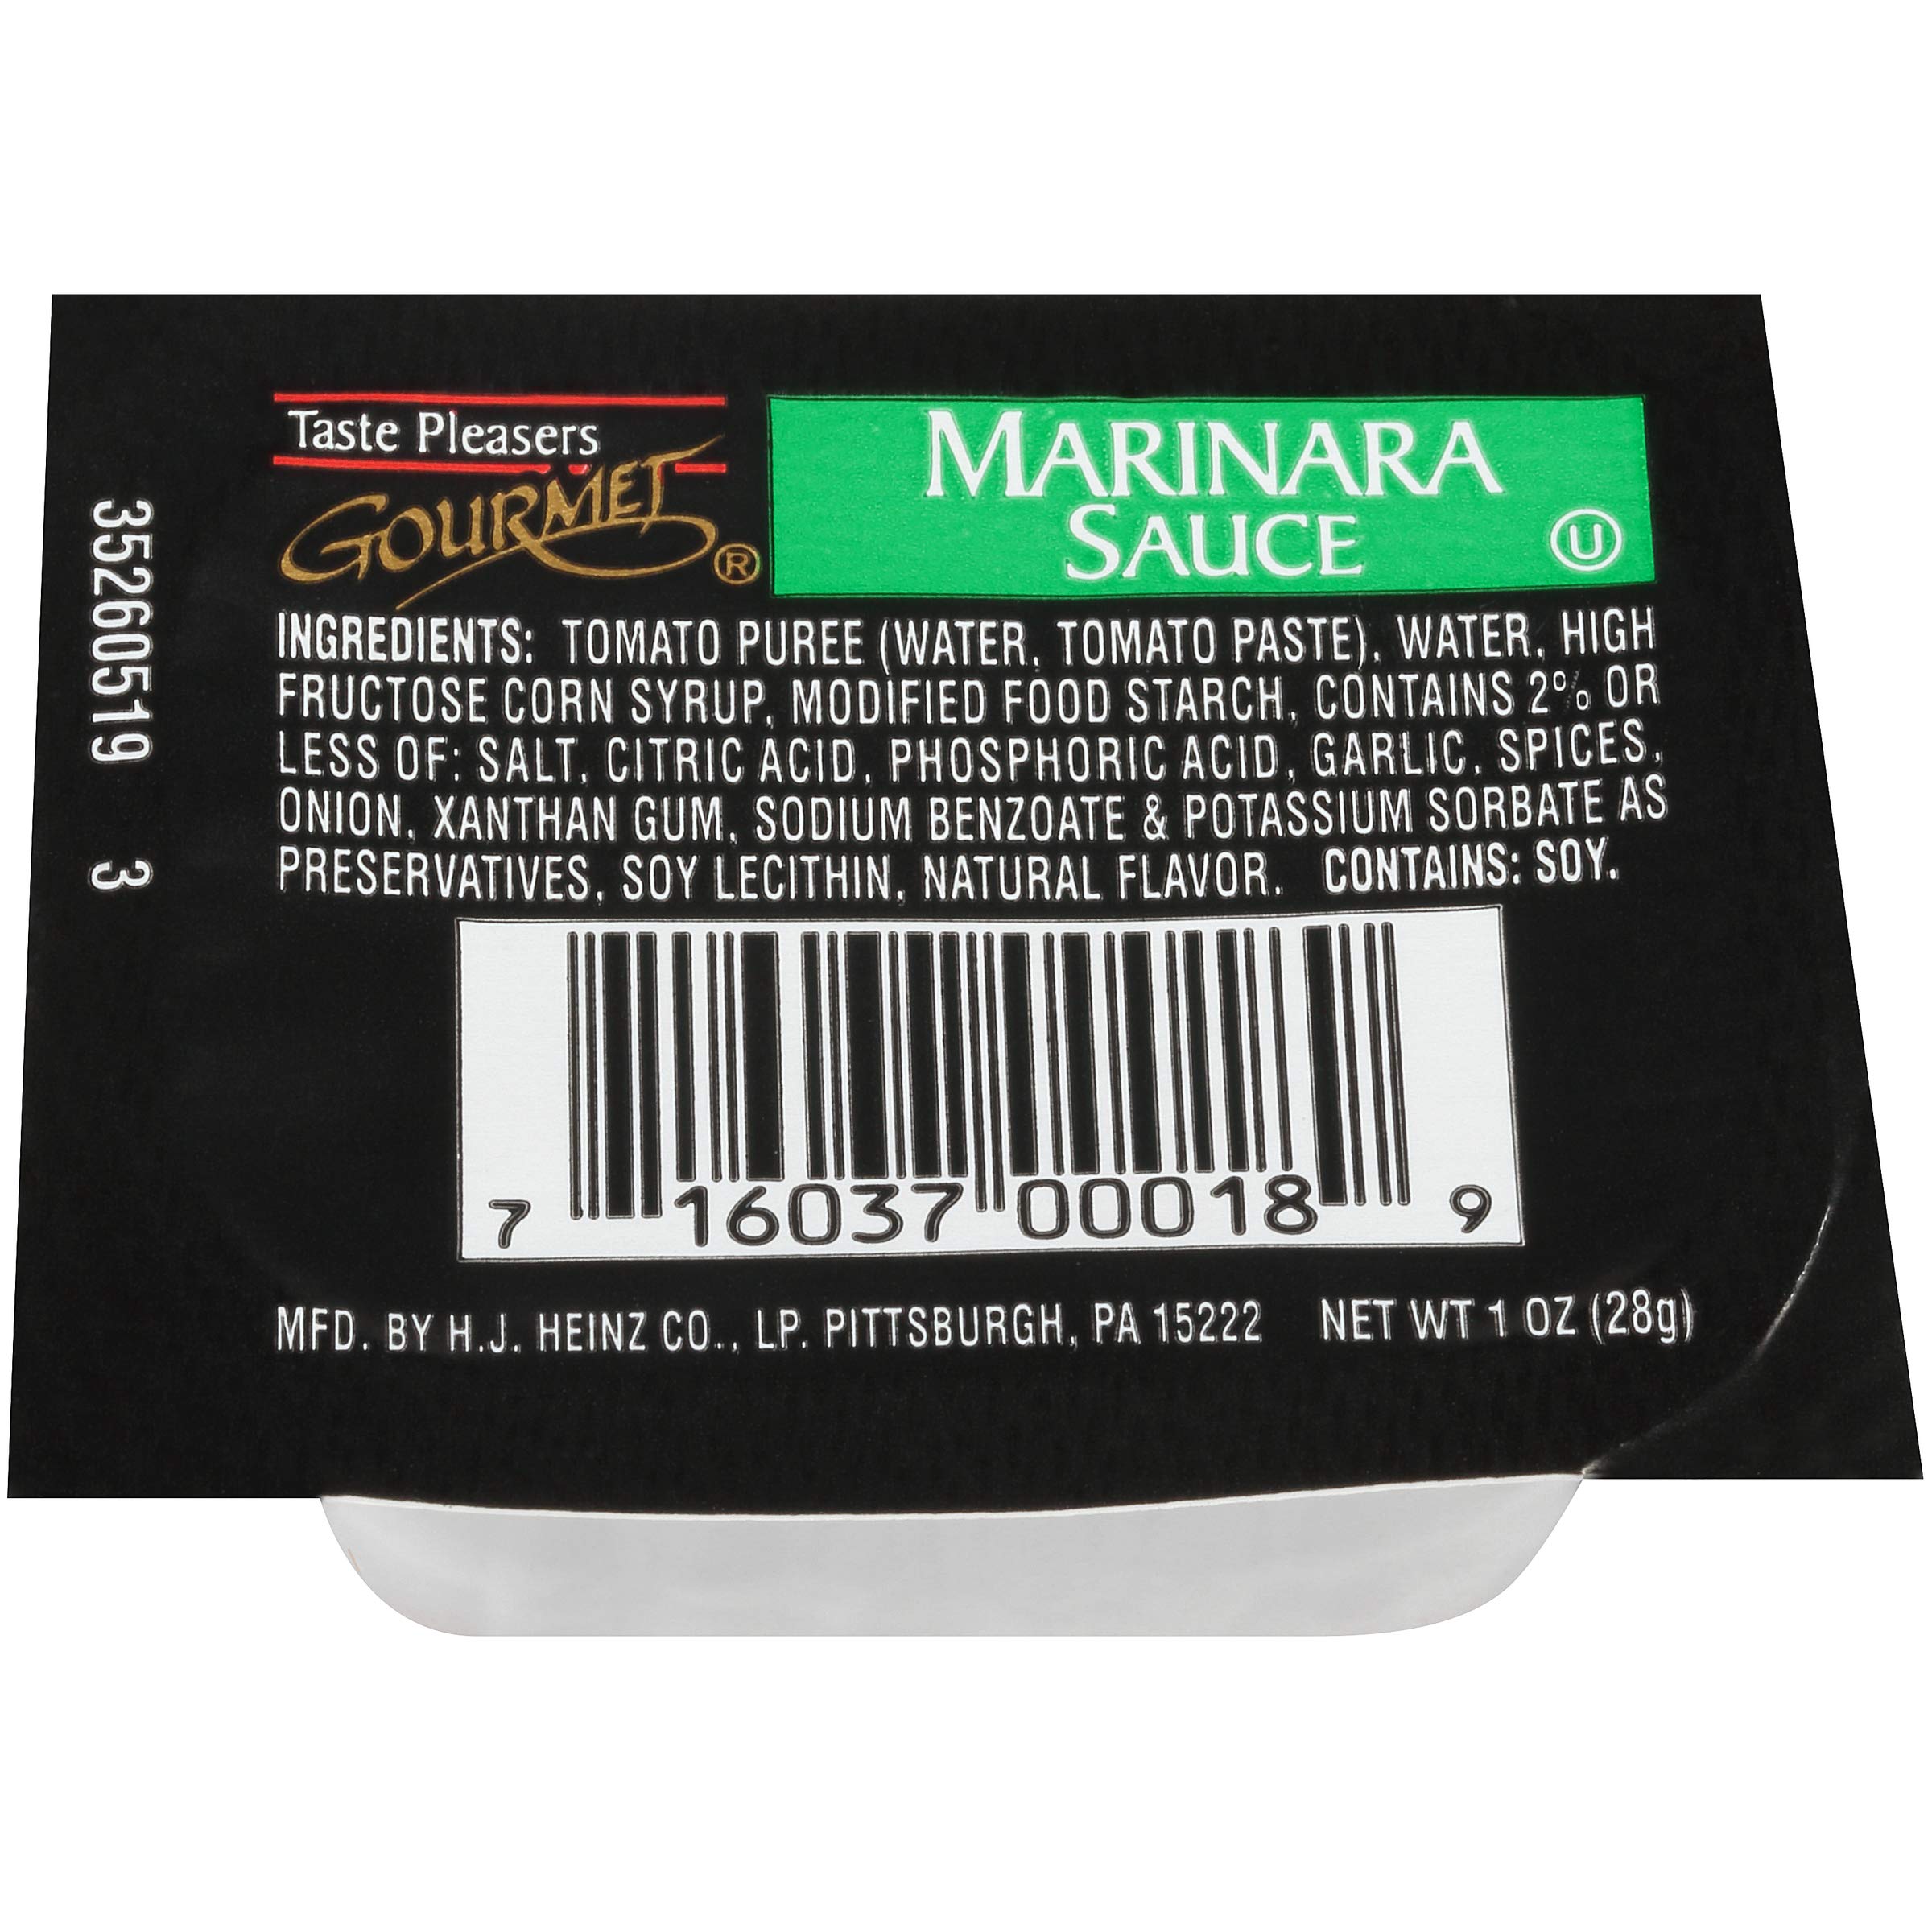 Taste Pleasers
GOURMET®
MARINARA
SAUCE
U
INGREDIENTS: TOMATO PUREE (WATER, TOMATO PASTE), WATER, HIGH
FRUCTOSE CORN SYRUP, MODIFIED FOOD STARCH, CONTAINS 2% OR
LESS OF: SALT, CITRIC ACID, PHOSPHORIC ACID, GARLIC, SPICES,
ONION, XANTHAN GUM, SODIUM BENZOATE & POTASSIUM SORBATE AS
PRESERVATIVES, SOY LECITHIN, NATURAL FLAVOR. CONTAINS: SOY.
7 16037 00018 9
MFD. BY H.J. HEINZ CO., LP. PITTSBURGH, PA 15222 NET WT 1 OZ (28g)
35260519 3